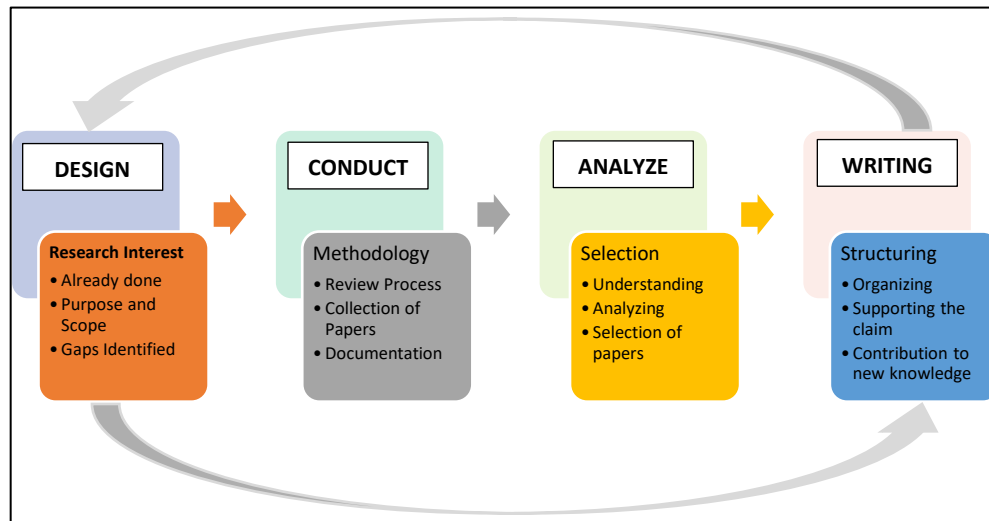 DESIGN
Research Interest
• Already done
• Purpose and
Scope
• Gaps Identified
CONDUCT
Methodology
• Review Process
• Collection of
Papers
• Documentation
ANALYZE
Selection
• Understanding
• Analyzing
• Selection of
papers
WRITING
Structuring
• Organizing
• Supporting the
claim
• Contribution to
new knowledge